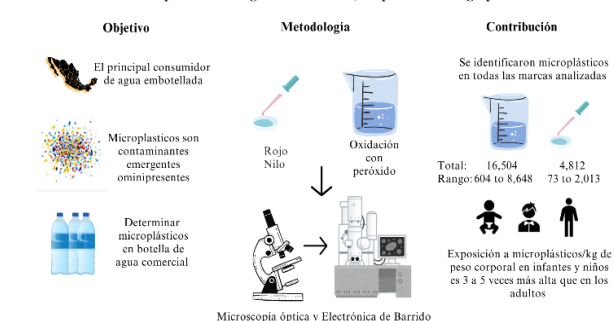 Objetivo
El principal consumidor
de agua embotellada
Microplasticos son
contaminantes
emergentes
ominipresentes
Determinar
microplásticos
en botella de
agua comercial
Metodología
Rojo
Nilo
Oxidación
con
peróxido
Microscopía óptica y Electrónica de Barrido
Contribución
Se identificaron microplásticos
en todas las marcas analizadas
Total: 16,504 4,812
Rango: 604 to 8,648 73 to 2,013
Exposición a microplásticos/kg de
peso corporal en infantes y niños
es 3 a 5 veces más alta que en los
adultos